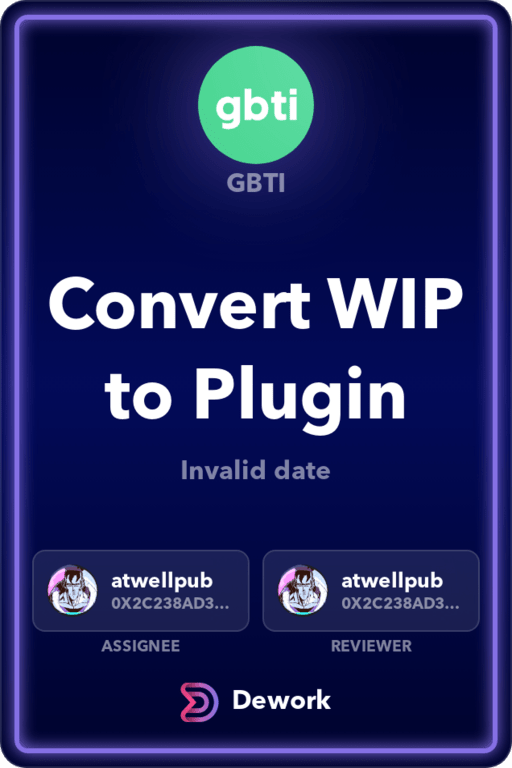 gbti
GBTI
Convert WIP
to Plugin
Invalid date
atwellpub
0X2C238AD3...
ASSIGNEE
atwellpub
0X2C238AD3...
REVIEWER
Dework